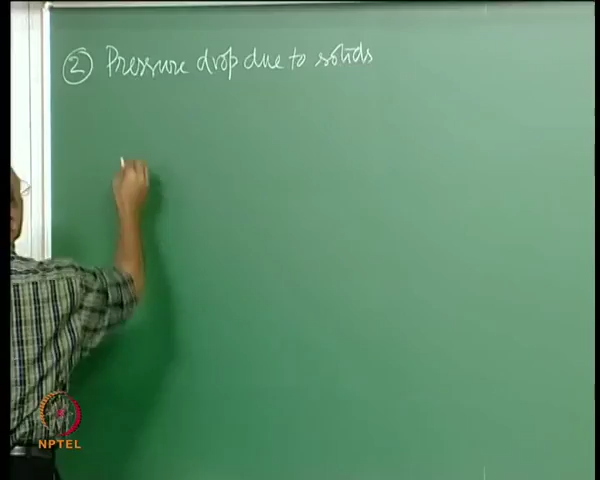 ② Pressure drop due to solids
NPTEL